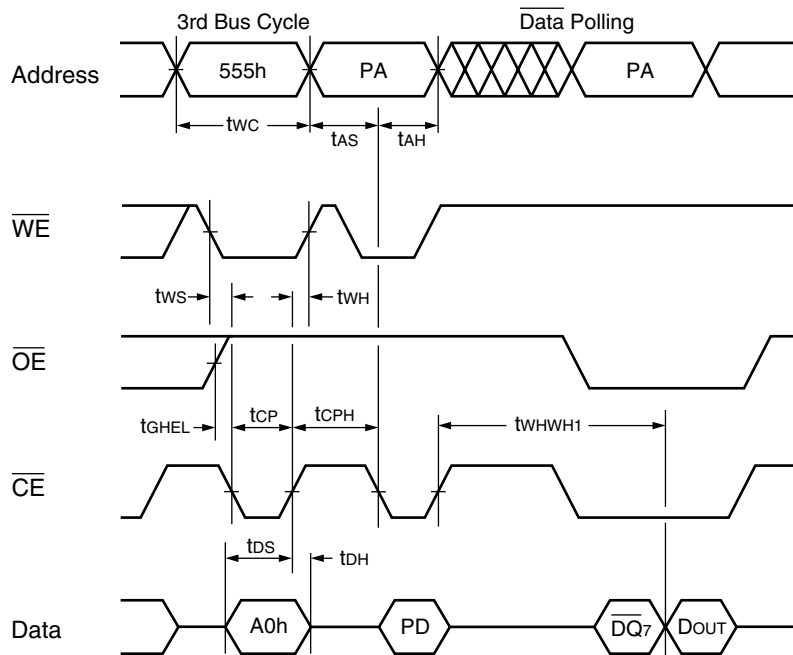 3rd Bus Cycle Data Polling
Address 555h PA PA
tWC tAS tAH
WE
tWS tWH
OE
tGHEL tCP tCPH tWHWH1
CE
tDS tDH
Data A0h PD DQ7 DOUT